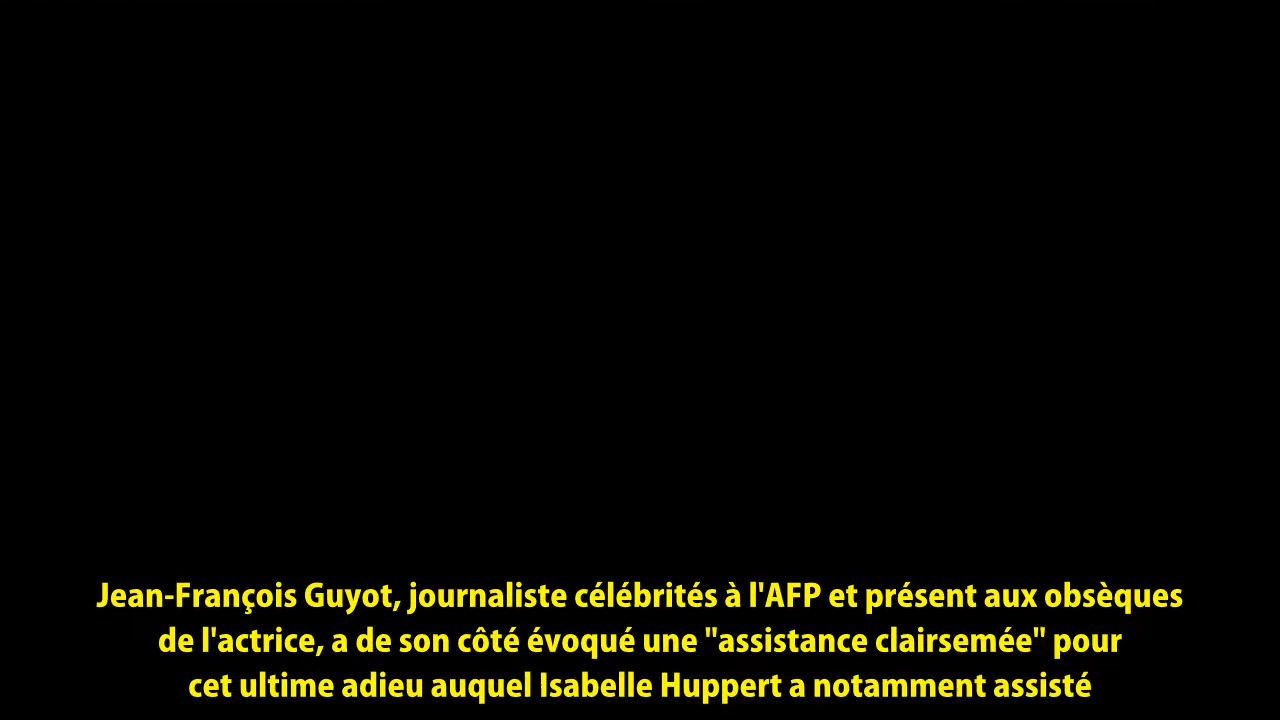 Jean-François Guyot, journaliste célébrités à l'AFP et présent aux obsèques
de l'actrice, a de son côté évoqué une "assistance clairsemée" pour
cet ultime adieu auquel Isabelle Huppert a notamment assisté